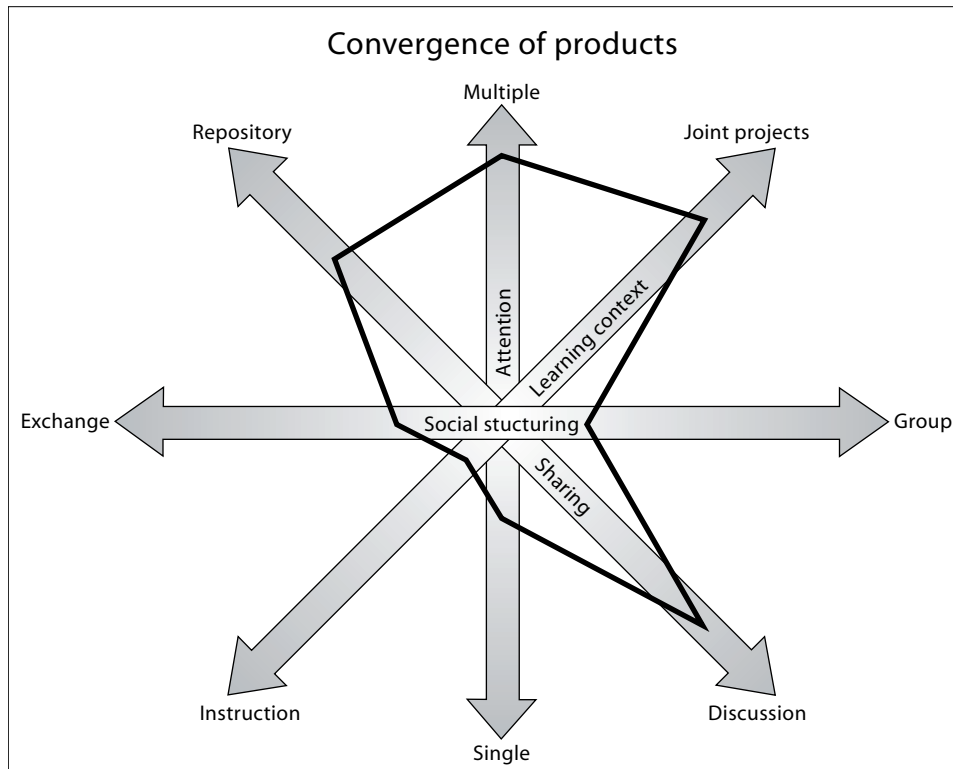 Convergence of products
Multiple
Repository
Joint projects
Attention
Learning context
Exchange
Social stucturing
Group
Sharing
Instruction
Discussion
Single